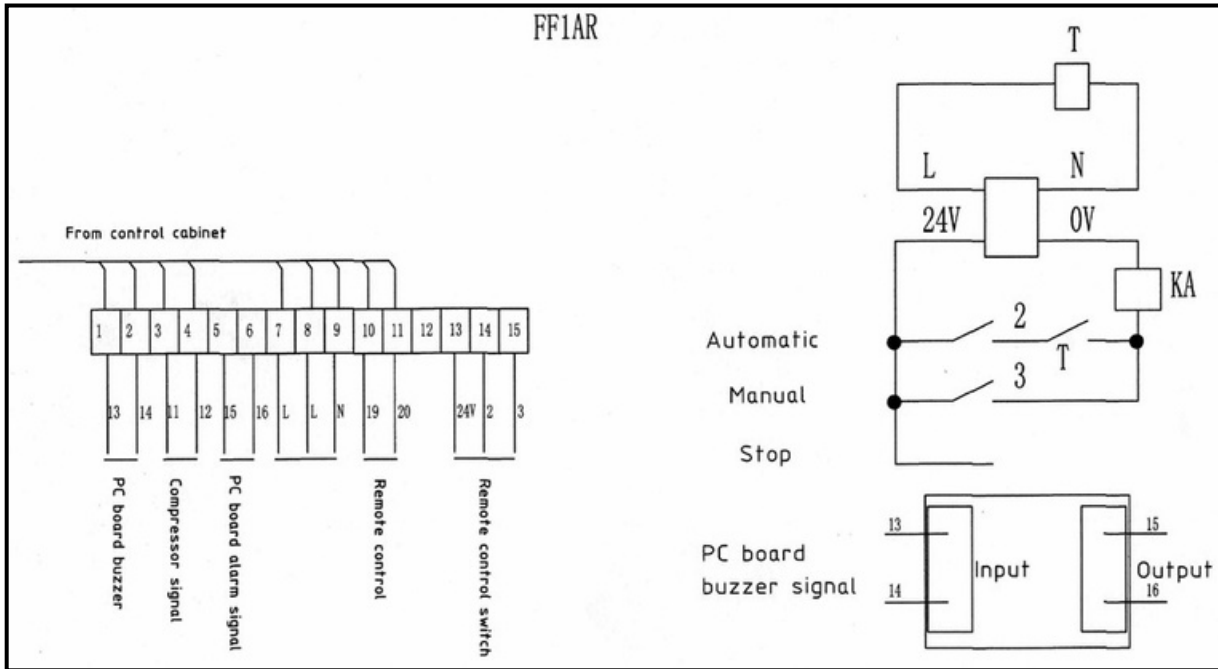 FF1AR
From control cabinet
1 2 3 4 5 6 7 8 9 10 11 12 13 14 15
13 14 11 12 15 16 L L N 19 20 24V 2 3
PC board buzzer
Compressor signal
PC board alarm signal
Remote control
Remote control switch
T
L N
24V 0V
KA
Automatic 2 T
Manual 3
Stop
PC board
buzzer signal
13 15
Input Output
14 16